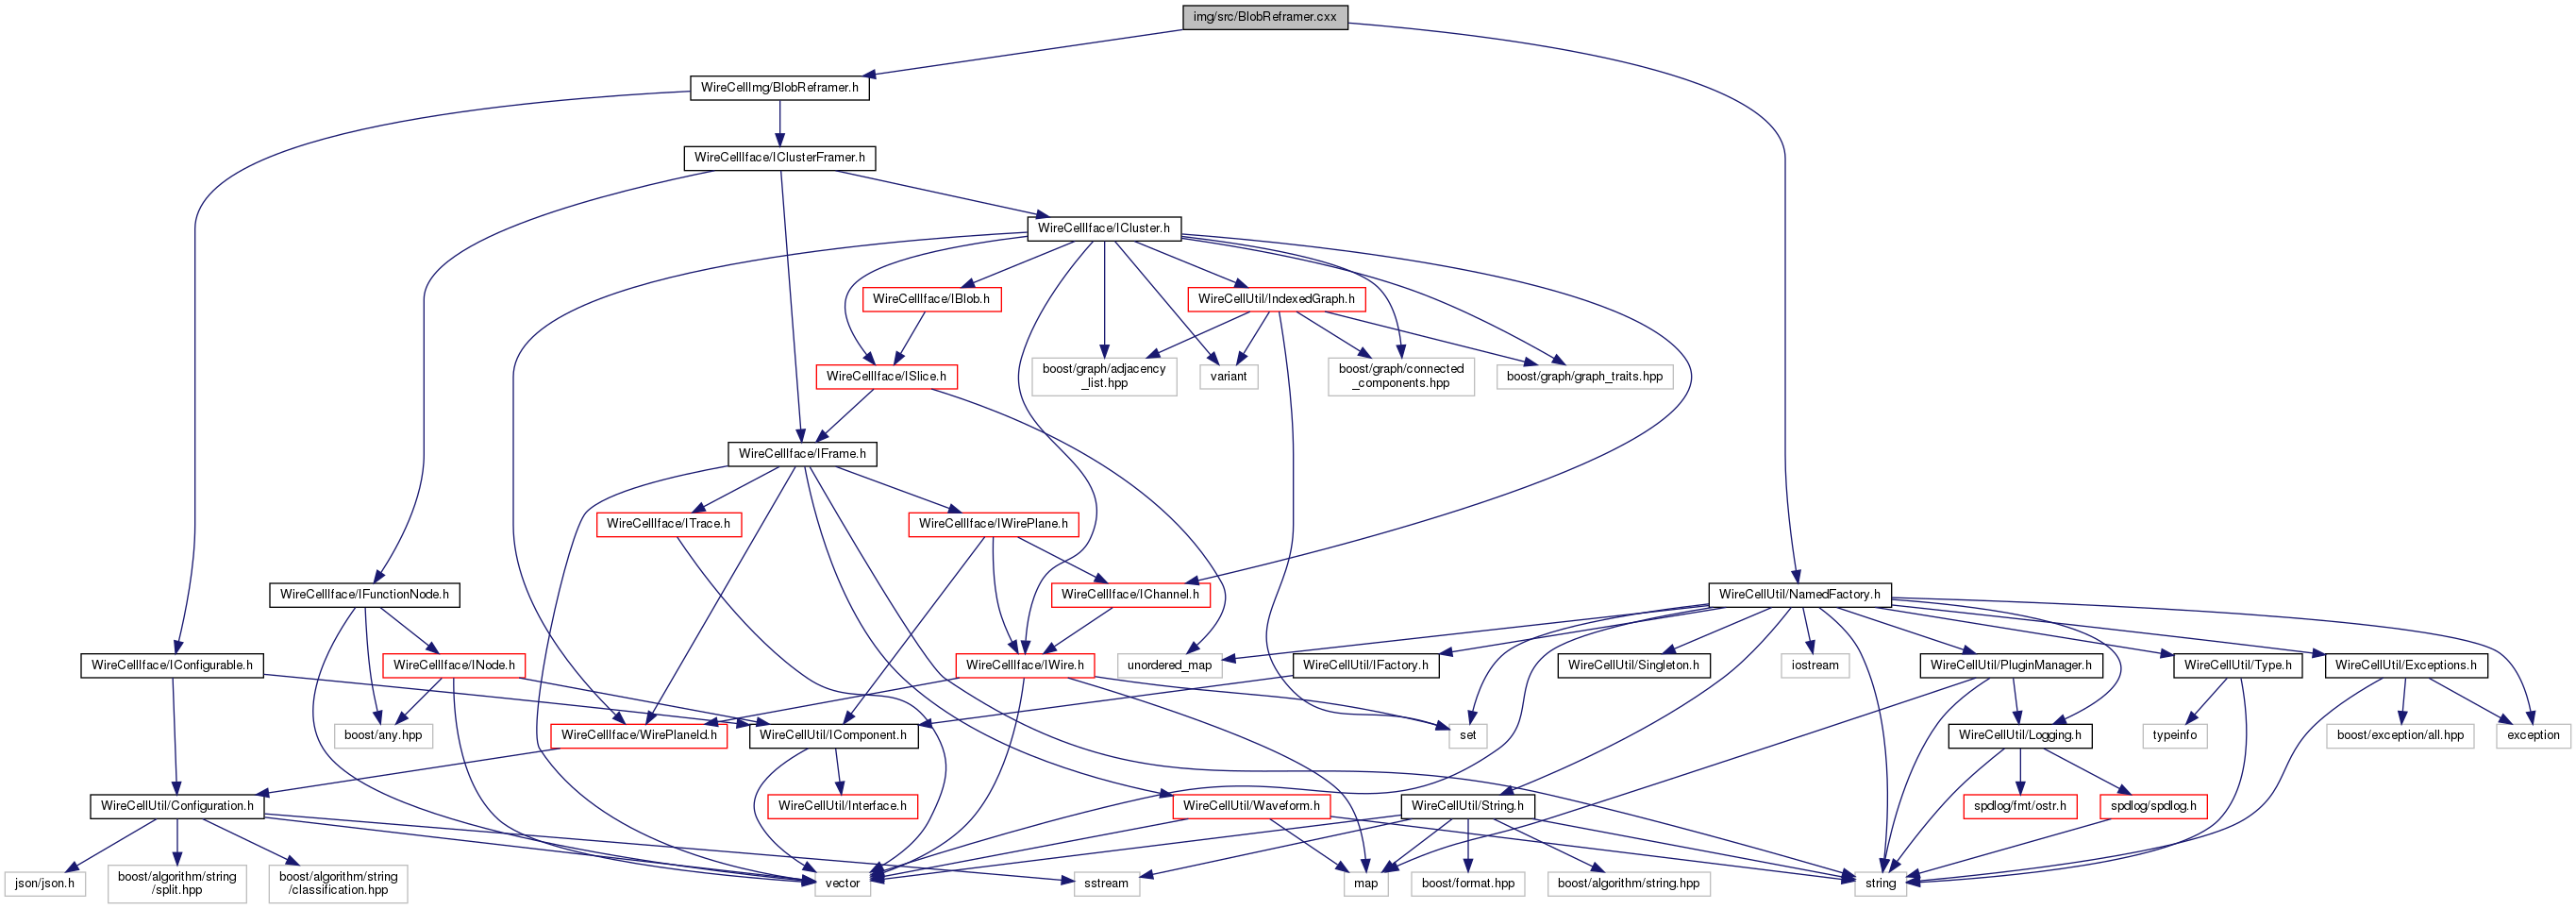 img/src/BlobReframer.cxx
WireCellImg/BlobReframer.h
WireCellIface/IClusterFramer.h
WireCellIface/ICluster.h
WireCellIface/IBlob.h
WireCellUtil/IndexedGraph.h
WireCellIface/ISlice.h
boost/graph/adjacency
_list.hpp
variant
boost/graph/connected
_components.hpp
boost/graph/graph_traits.hpp
WireCellIface/IFrame.h
WireCellIface/ITrace.h
WireCellIface/IWirePlane.h
WireCellIface/IFunctionNode.h
WireCellIface/IChannel.h
WireCellUtil/NamedFactory.h
WireCellIface/IConfigurable.h
WireCellIface/INode.h
WireCellIface/IWire.h
unordered_map
WireCellUtil/IFactory.h
WireCellUtil/Singleton.h
iostream
WireCellUtil/PluginManager.h
WireCellUtil/Type.h
WireCellUtil/Exceptions.h
boost/any.hpp
WireCellIface/WirePlaneId.h
WireCellUtil/IComponent.h
set
WireCellUtil/Logging.h
typeinfo
boost/exception/all.hpp
exception
WireCellUtil/Configuration.h
WireCellUtil/Interface.h
WireCellUtil/Waveform.h
WireCellUtil/String.h
spdlog/fmt/ostr.h
spdlog/spdlog.h
json/json.h
boost/algorithm/string
/split.hpp
boost/algorithm/string
/classification.hpp
vector
sstream
map
boost/format.hpp
boost/algorithm/string.hpp
string